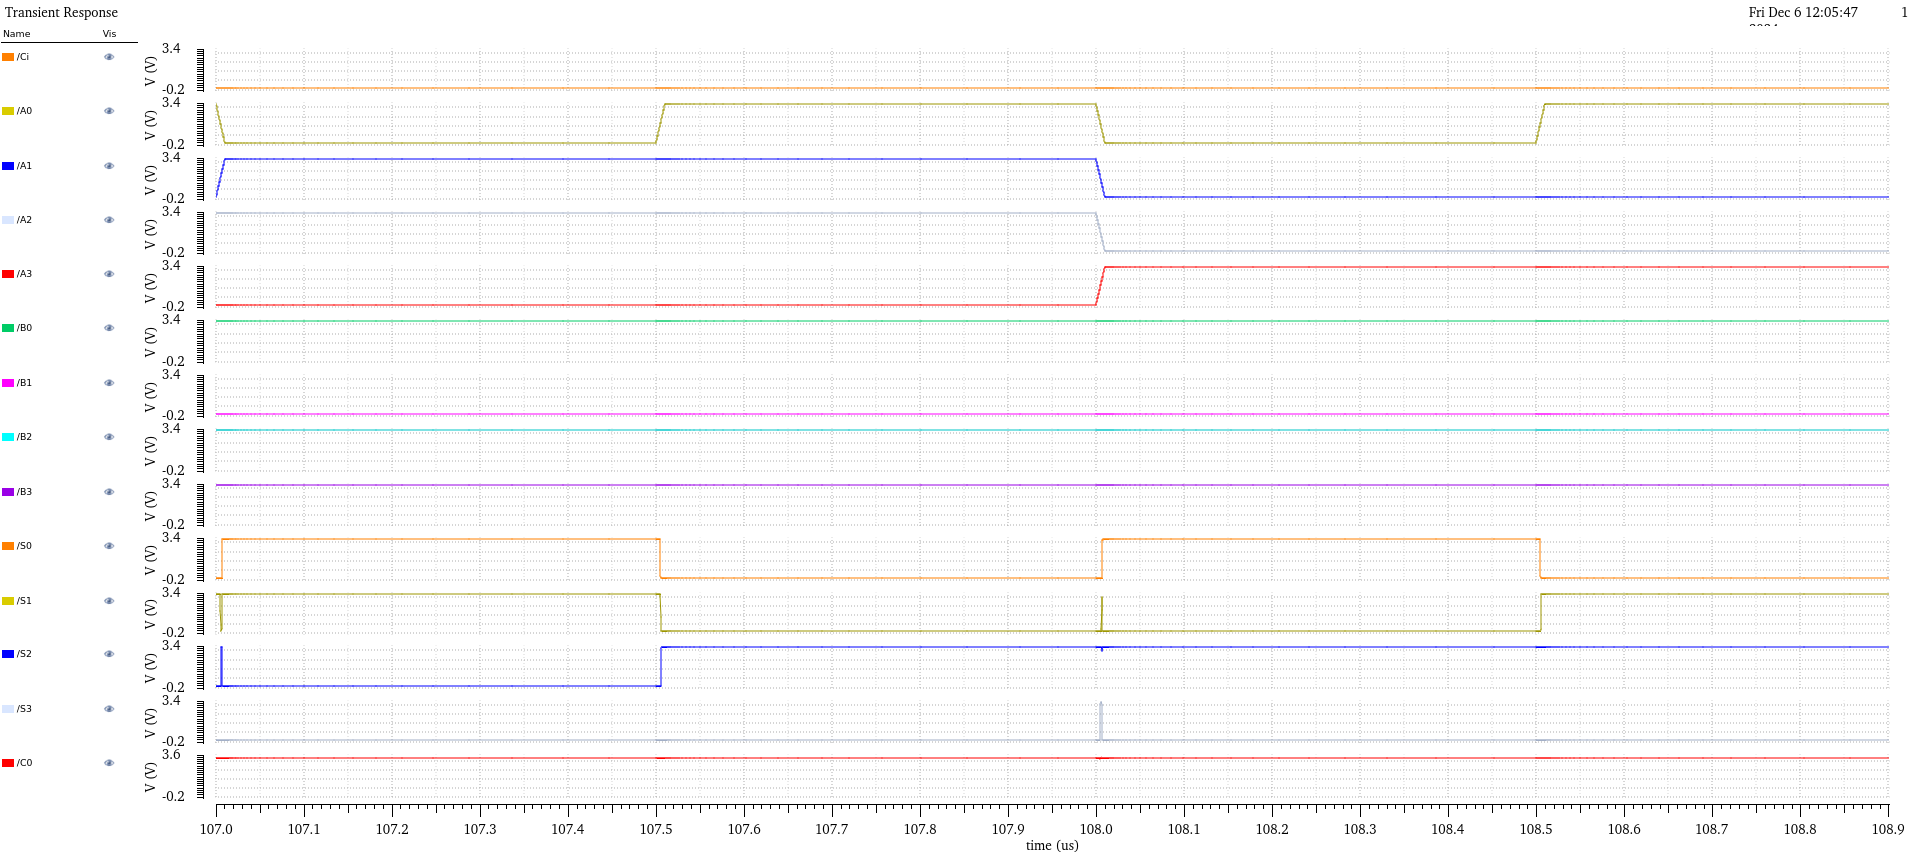 Transient Response
Fri Dec 6 12:05:47 1
Name Vis
/Ci V (V) 3.4 -0.2
/A0 V (V) 3.4 -0.2
/A1 V (V) 3.4 -0.2
/A2 V (V) 3.4 -0.2
/A3 V (V) 3.4 -0.2
/B0 V (V) 3.4 -0.2
/B1 V (V) 3.4 -0.2
/B2 V (V) 3.4 -0.2
/B3 V (V) 3.4 -0.2
/S0 V (V) 3.4 -0.2
/S1 V (V) 3.4 -0.2
/S2 V (V) 3.4 -0.2
/S3 V (V) 3.4 -0.2
/C0 V (V) 3.6 -0.2
107.0 107.1 107.2 107.3 107.4 107.5 107.6 107.7 107.8 107.9 108.0 108.1 108.2 108.3 108.4 108.5 108.6 108.7 108.8 108.9
time (us)